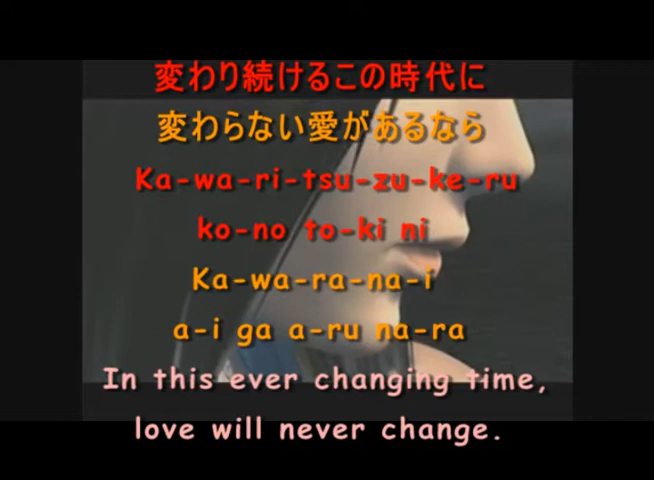 変わり続けるこの時代に
変わらない愛があるなら
Ka-wa-ri-tsu-zu-ke-ru
ko-no to-ki ni
Ka-wa-ra-na-i
a-i ga a-ru na-ra
In this ever changing time,
love will never change.